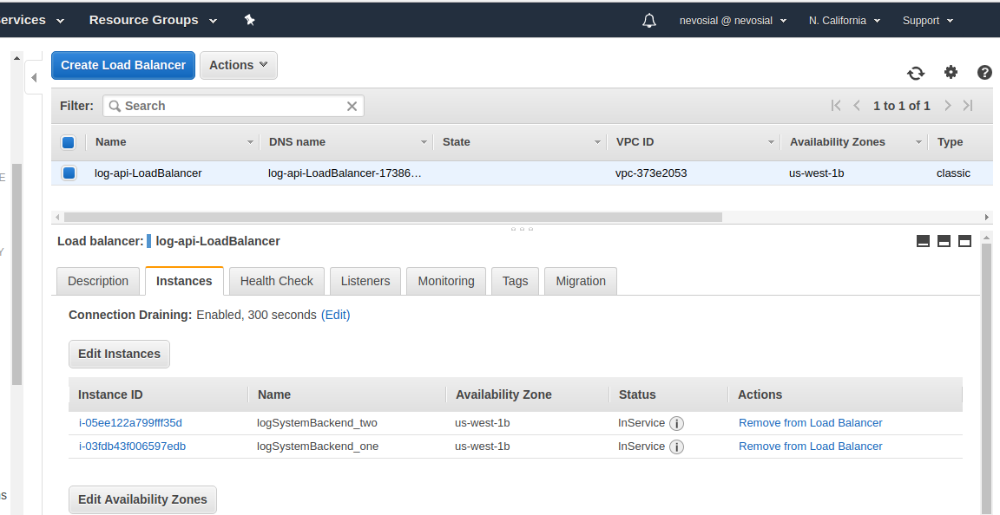 ervices Resource Groups nevosial @ nevosial N. California Support
Create Load Balancer Actions
Filter: Search 1 to 1 of 1
Name DNS name State VPC ID Availability Zones Type
log-api-LoadBalancer log-api-LoadBalancer-17386… vpc-373e2053 us-west-1b classic
E
Load balancer: log-api-LoadBalancer
Y
Description Instances Health Check Listeners Monitoring Tags Migration
Connection Draining: Enabled, 300 seconds (Edit)
Edit Instances
Instance ID Name Availability Zone Status Actions
i-05ee122a799fff35d logSystemBackend_two us-west-1b InService Remove from Load Balancer
i-03fdb43f006597edb logSystemBackend_one us-west-1b InService Remove from Load Balancer
s Edit Availability Zones